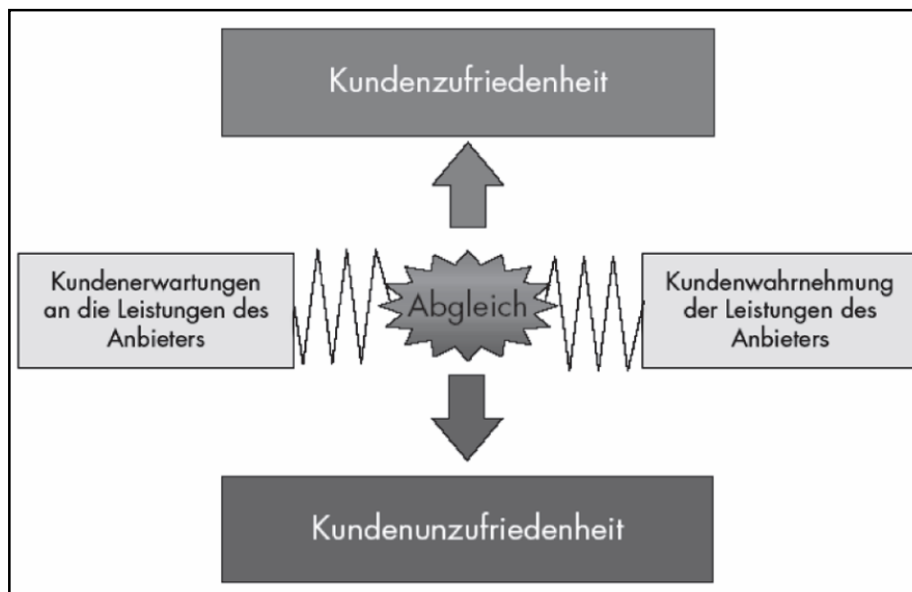 Kundenzufriedenheit
Kundenerwartungen
an die Leistungen des
Anbieters
Abgleich
Kundenwahrnehmung
der Leistungen des
Anbieters
Kundenunzufriedenheit